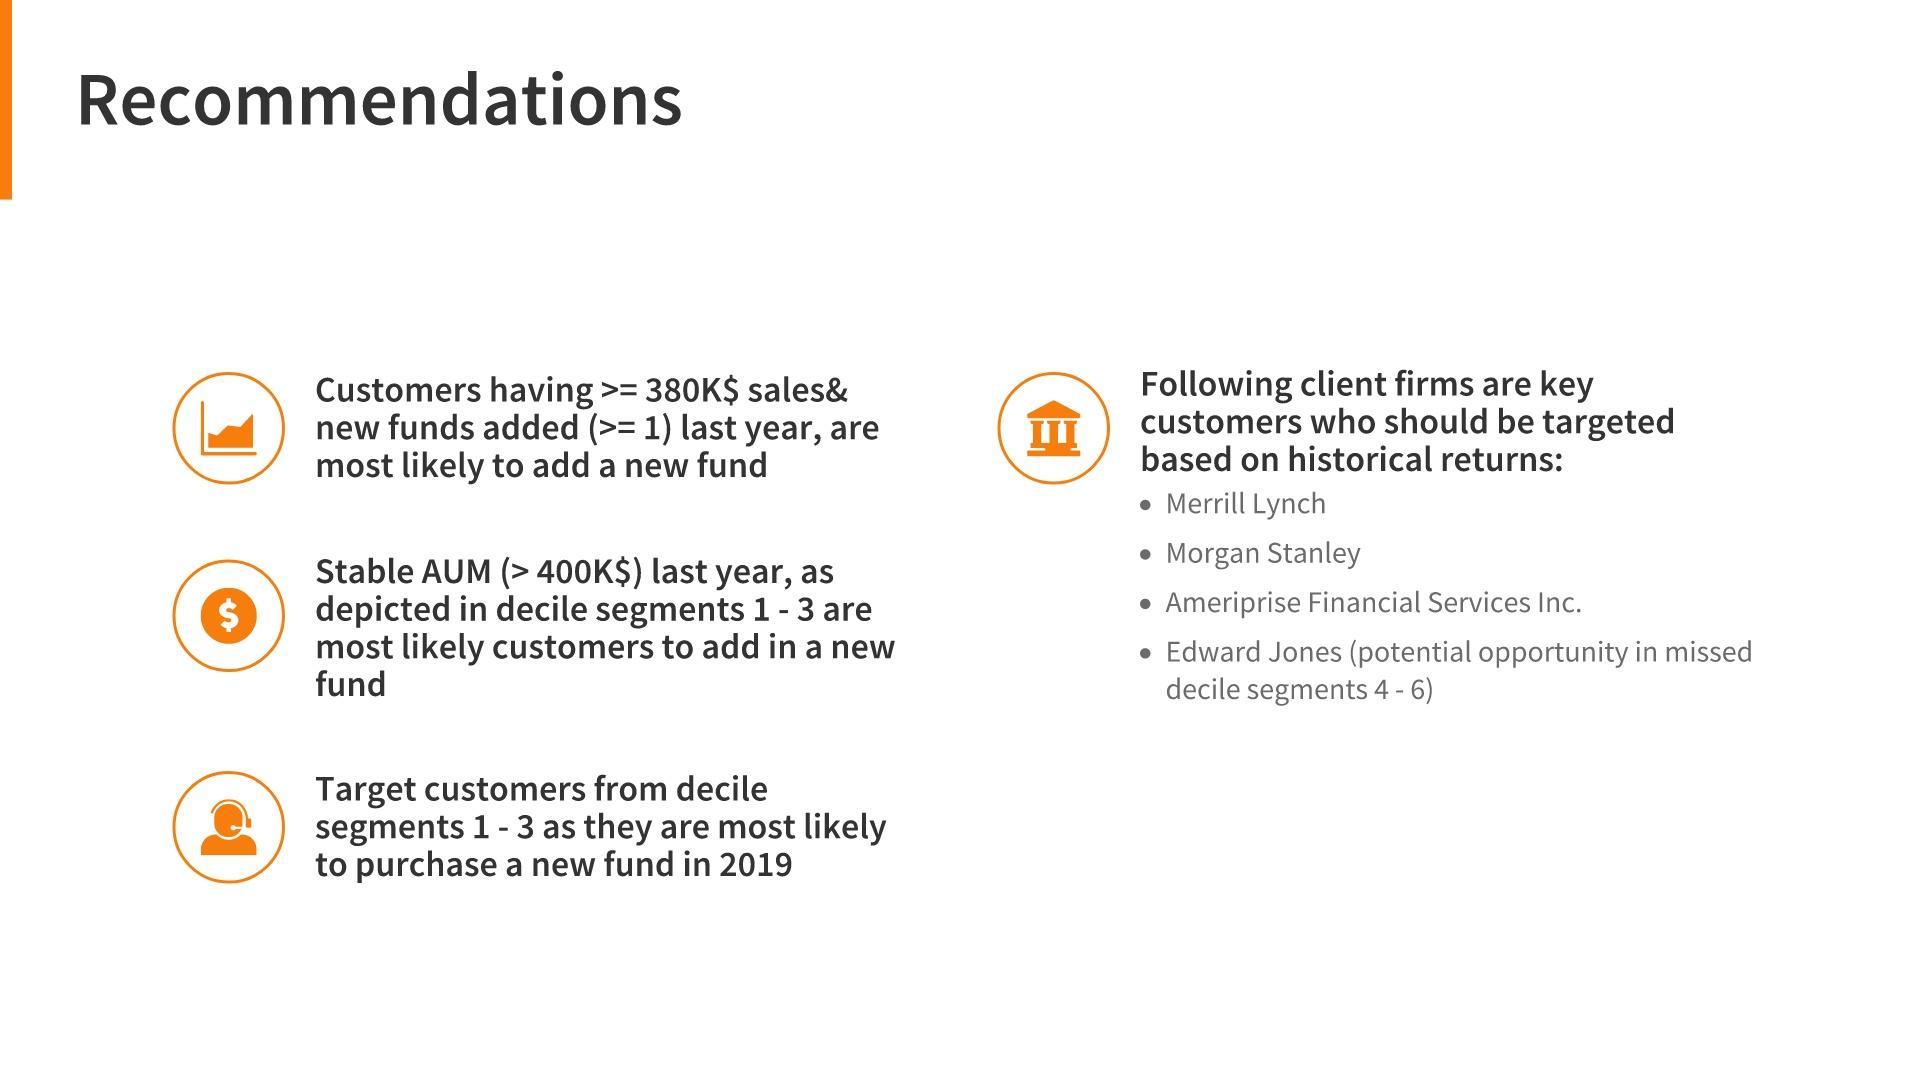 Recommendations
Customers having >= 380K$ sales&
new funds added (>= 1) last year, are
most likely to add a new fund
Stable AUM (> 400K$) last year, as
depicted in decile segments 1 - 3 are
most likely customers to add in a new
fund
Target customers from decile
segments 1 - 3 as they are most likely
to purchase a new fund in 2019
Following client firms are key
customers who should be targeted
based on historical returns:
• Merrill Lynch
• Morgan Stanley
• Ameriprise Financial Services Inc.
• Edward Jones (potential opportunity in missed
decile segments 4 - 6)